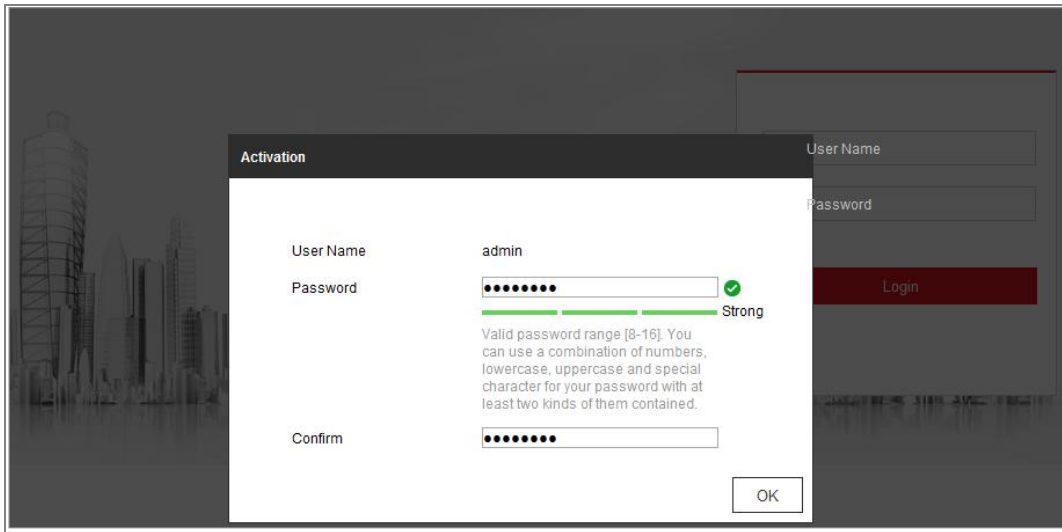 Activation
User Name
Password
Login
User Name admin
Password ●●●●●●●●
Strong
Valid password range [8-16]. You
can use a combination of numbers,
lowercase, uppercase and special
character for your password with at
least two kinds of them contained.
Confirm ●●●●●●●●
OK